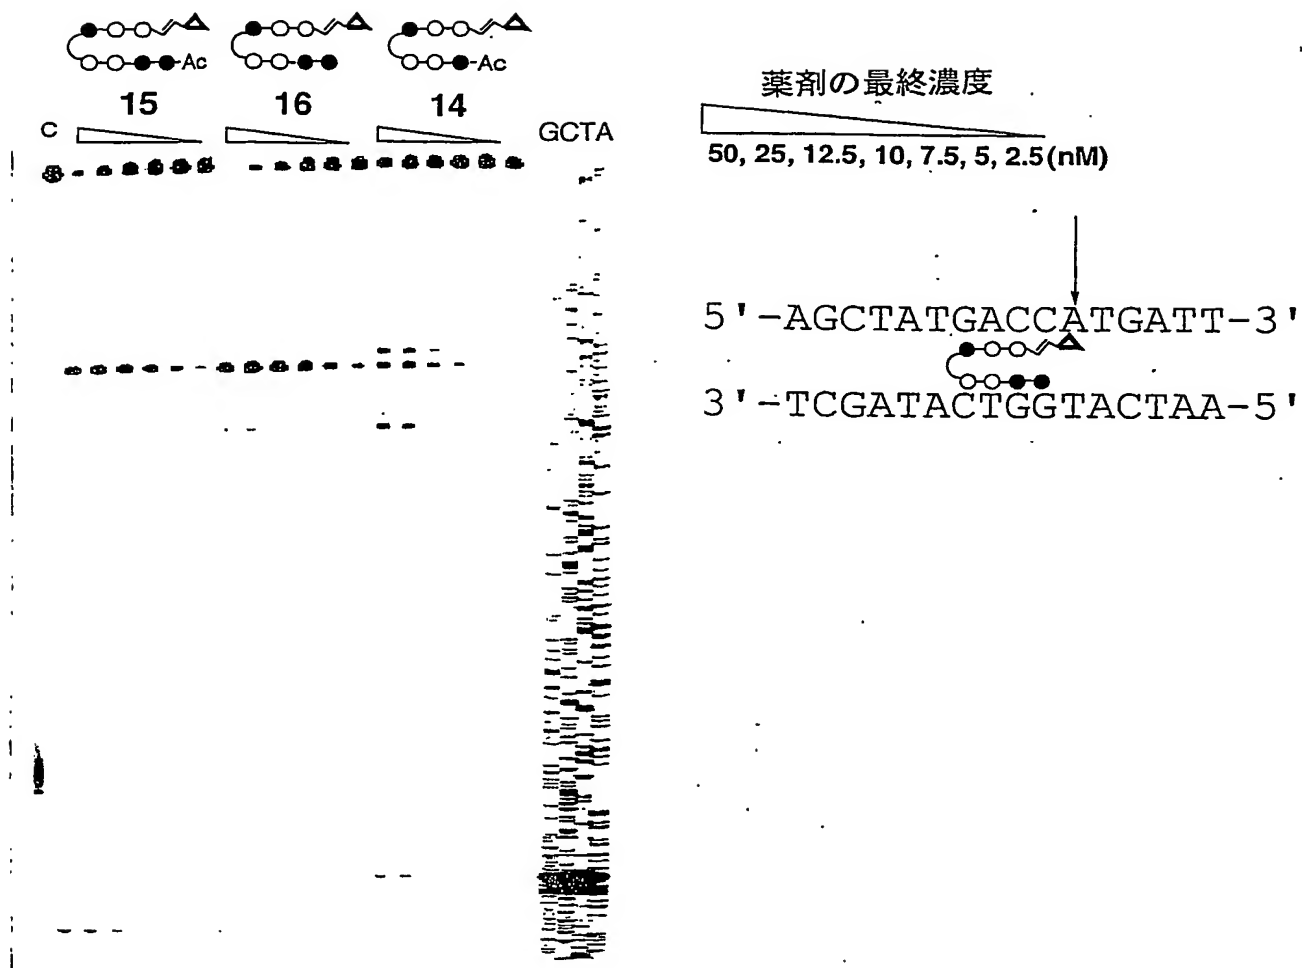 Ac
Ac
15 16 14
C GCTA
薬剤の最終濃度
50, 25, 12.5, 10, 7.5, 5, 2.5(nM)
5'-AGCTATGACCATGATT-3'
3'-TCGATACTGGTACTAA-5'